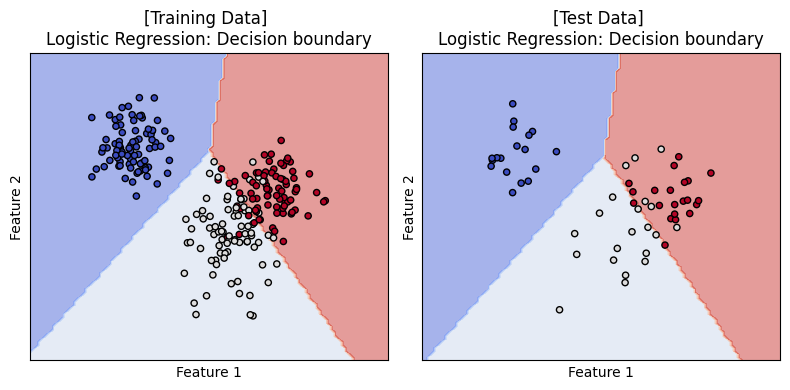 [Training Data]
Logistic Regression: Decision boundary
Feature 2
Feature 1
[Test Data]
Logistic Regression: Decision boundary
Feature 2
Feature 1